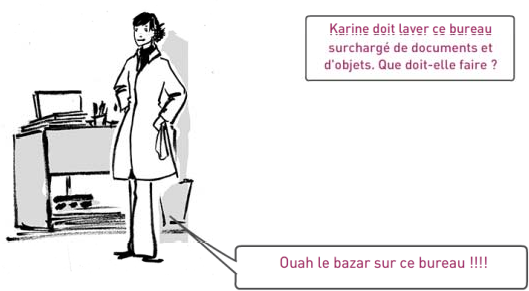 Karine doit laver ce bureau
surchargé de documents et
d'objets. Que doit-elle faire ?
Ouah le bazar sur ce bureau !!!!